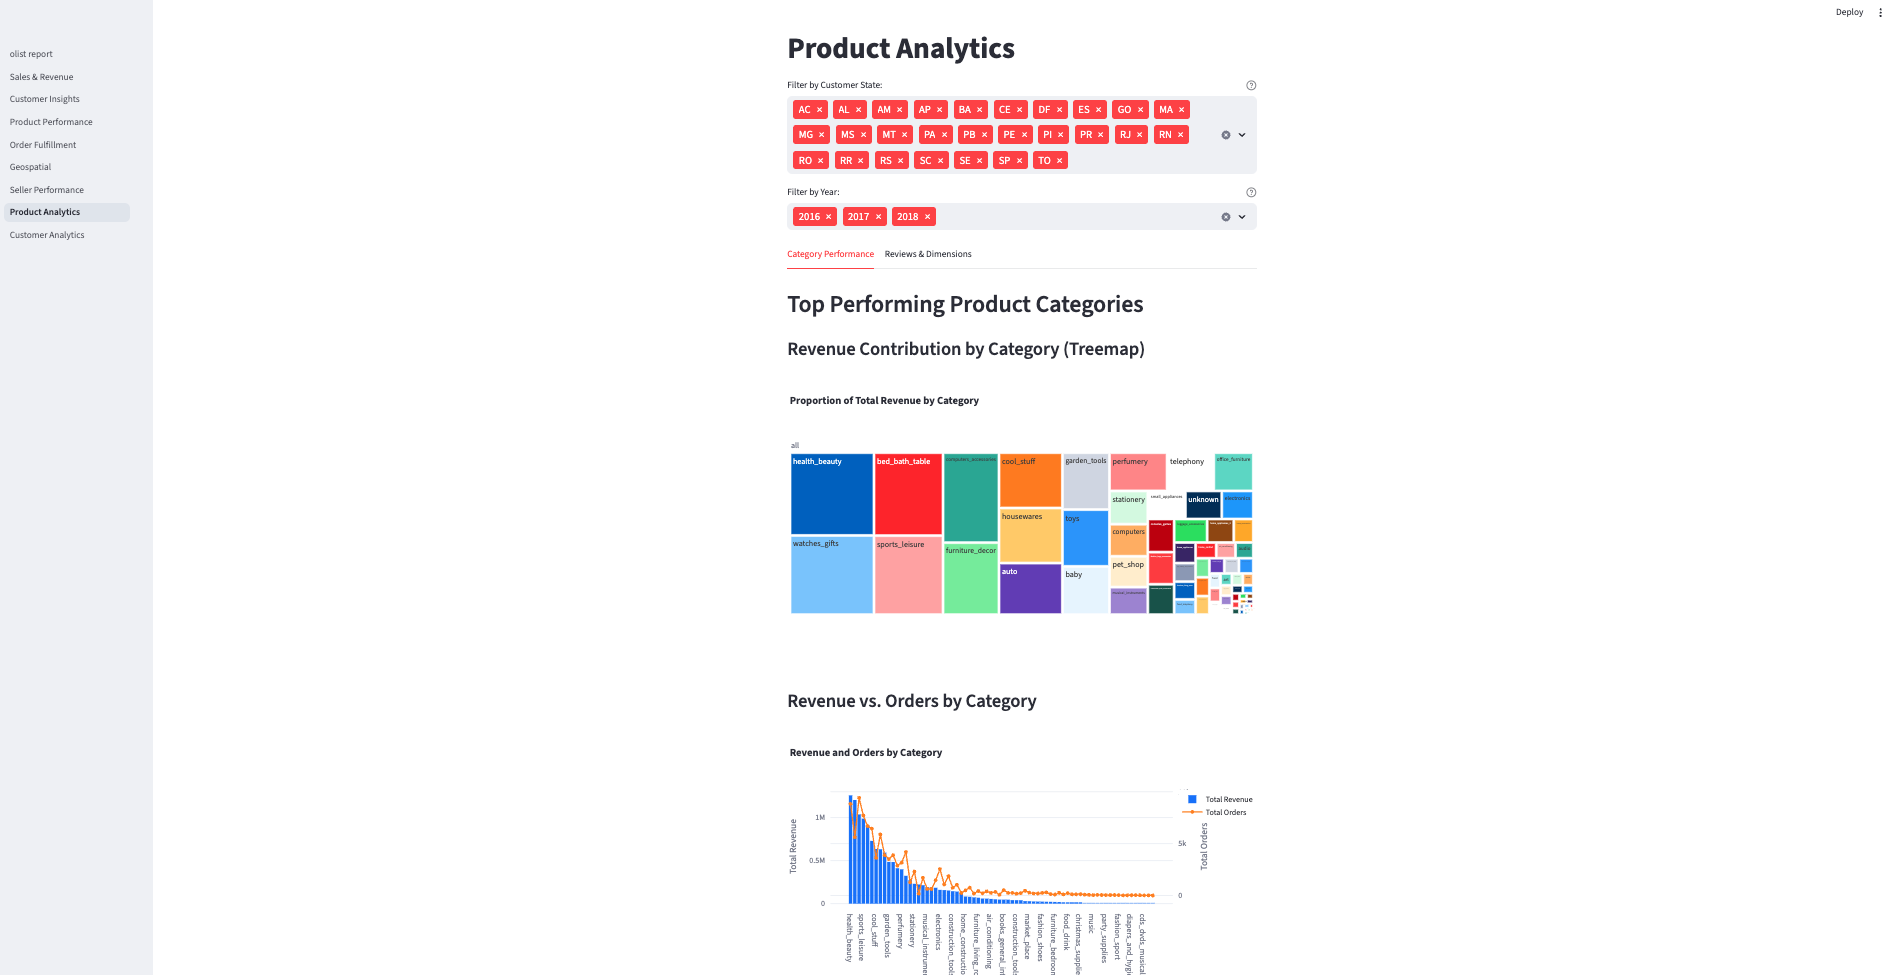 Deploy
olist report
Sales & Revenue
Customer Insights
Product Performance
Order Fulfillment
Geospatial
Seller Performance
Product Analytics
Customer Analytics
Product Analytics
Filter by Customer State:
AC × AL × AM × AP × BA × CE × DF × ES × GO × MA ×
MG × MS × MT × PA × PB × PE × PI × PR × RJ × RN ×
RO × RR × RS × SC × SE × SP × TO ×
Filter by Year:
2016 × 2017 × 2018 ×
Category Performance Reviews & Dimensions
Top Performing Product Categories
Revenue Contribution by Category (Treemap)
Proportion of Total Revenue by Category
all
health_beauty
bed_bath_table
computers_accessories
cool_stuff
garden_tools
perfumery
telephony
office_furniture
stationery
small_appliances
unknown
electronics
housewares
toys
computers
watches_gifts
sports_leisure
furniture_decor
auto
baby
pet_shop
Revenue vs. Orders by Category
Revenue and Orders by Category
Total Revenue
Total Orders
1M
0.5M
0
5k
0
Total Revenue
Total Orders
health_beauty
sports_leisure
cool_stuff
garden_tools
perfumery
stationery
musical_instrume
electronics
construction_tools
home_constructio
furniture_living_ro
air_conditioning
books_general_int
construction_tools
market_place
fashion_shoes
furniture_bedroom
food_drink
christmas_supplie
music
party_supplies
fashion_sport
diapers_and_hygi
cds_dvds_musical